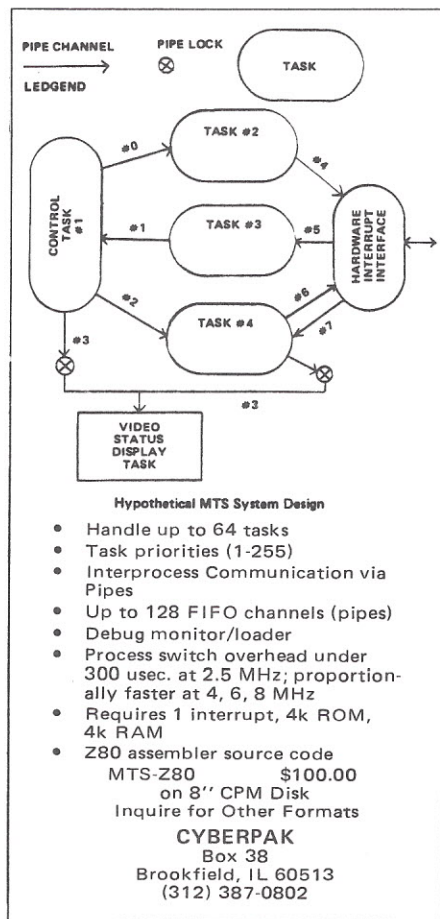 PIPE CHANNEL
PIPE LOCK
TASK
LEDGEND
TASK #2
#0
#4
CONTROL
TASK
#1
#1
TASK #3
#5
HARDWARE
INTERRUPT
INTERFACE
#2
TASK #4
#6
#7
#3
#3
VIDEO
STATUS
DISPLAY
TASK
Hypothetical MTS System Design
• Handle up to 64 tasks
• Task priorities (1-255)
• Interprocess Communication via
Pipes
• Up to 128 FIFO channels (pipes)
• Debug monitor/loader
• Process switch overhead under
300 usec. at 2.5 MHz; proportion-
ally faster at 4, 6, 8 MHz
• Requires 1 interrupt, 4k ROM,
4k RAM
• Z80 assembler source code
MTS-Z80 $100.00
on 8'' CPM Disk
Inquire for Other Formats
CYBERPAK
Box 38
Brookfield, IL 60513
(312) 387-0802